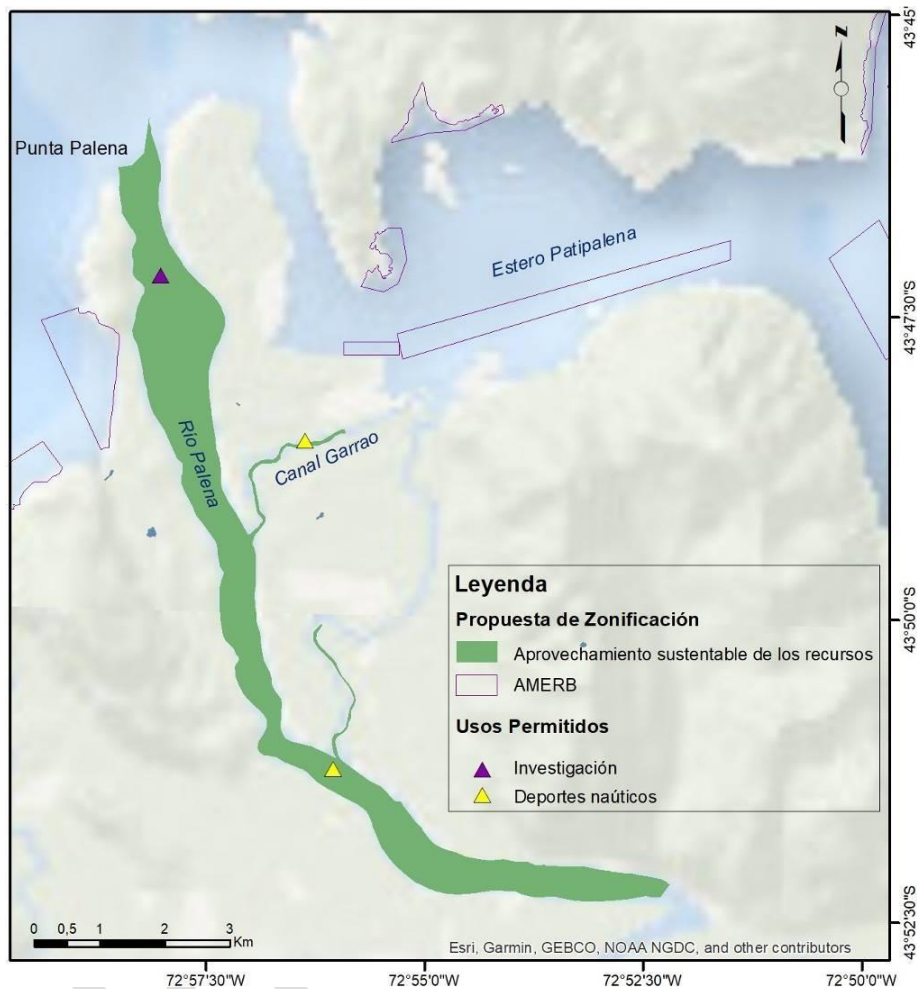 43°45'
N
Punta Palena
Estero Patipalena
43°47'30"S
Río Palena
Canal Garrao
Leyenda
Propuesta de Zonificación
Aprovechamiento sustentable de los recursos
AMERB
Usos Permitidos
Investigación
Deportes naúticos
43°50'0"S
43°52'30"S
0 0,5 1 2 3
Km
Esri, Garmin, GEBCO, NOAA NGDC, and other contributors
72°57'30"W 72°55'0"W 72°52'30"W 72°50'0"W